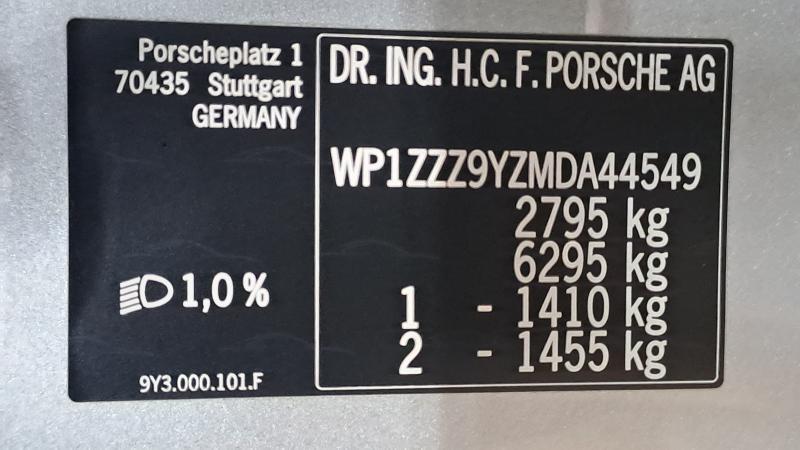 Porscheplatz 1
70435 Stuttgart
GERMANY
1,0 %
9Y3.000.101.F
DR. ING. H.C. F. PORSCHE AG
WP1ZZZ9YZMDA44549
2795 kg
6295 kg
1 - 1410 kg
2 - 1455 kg